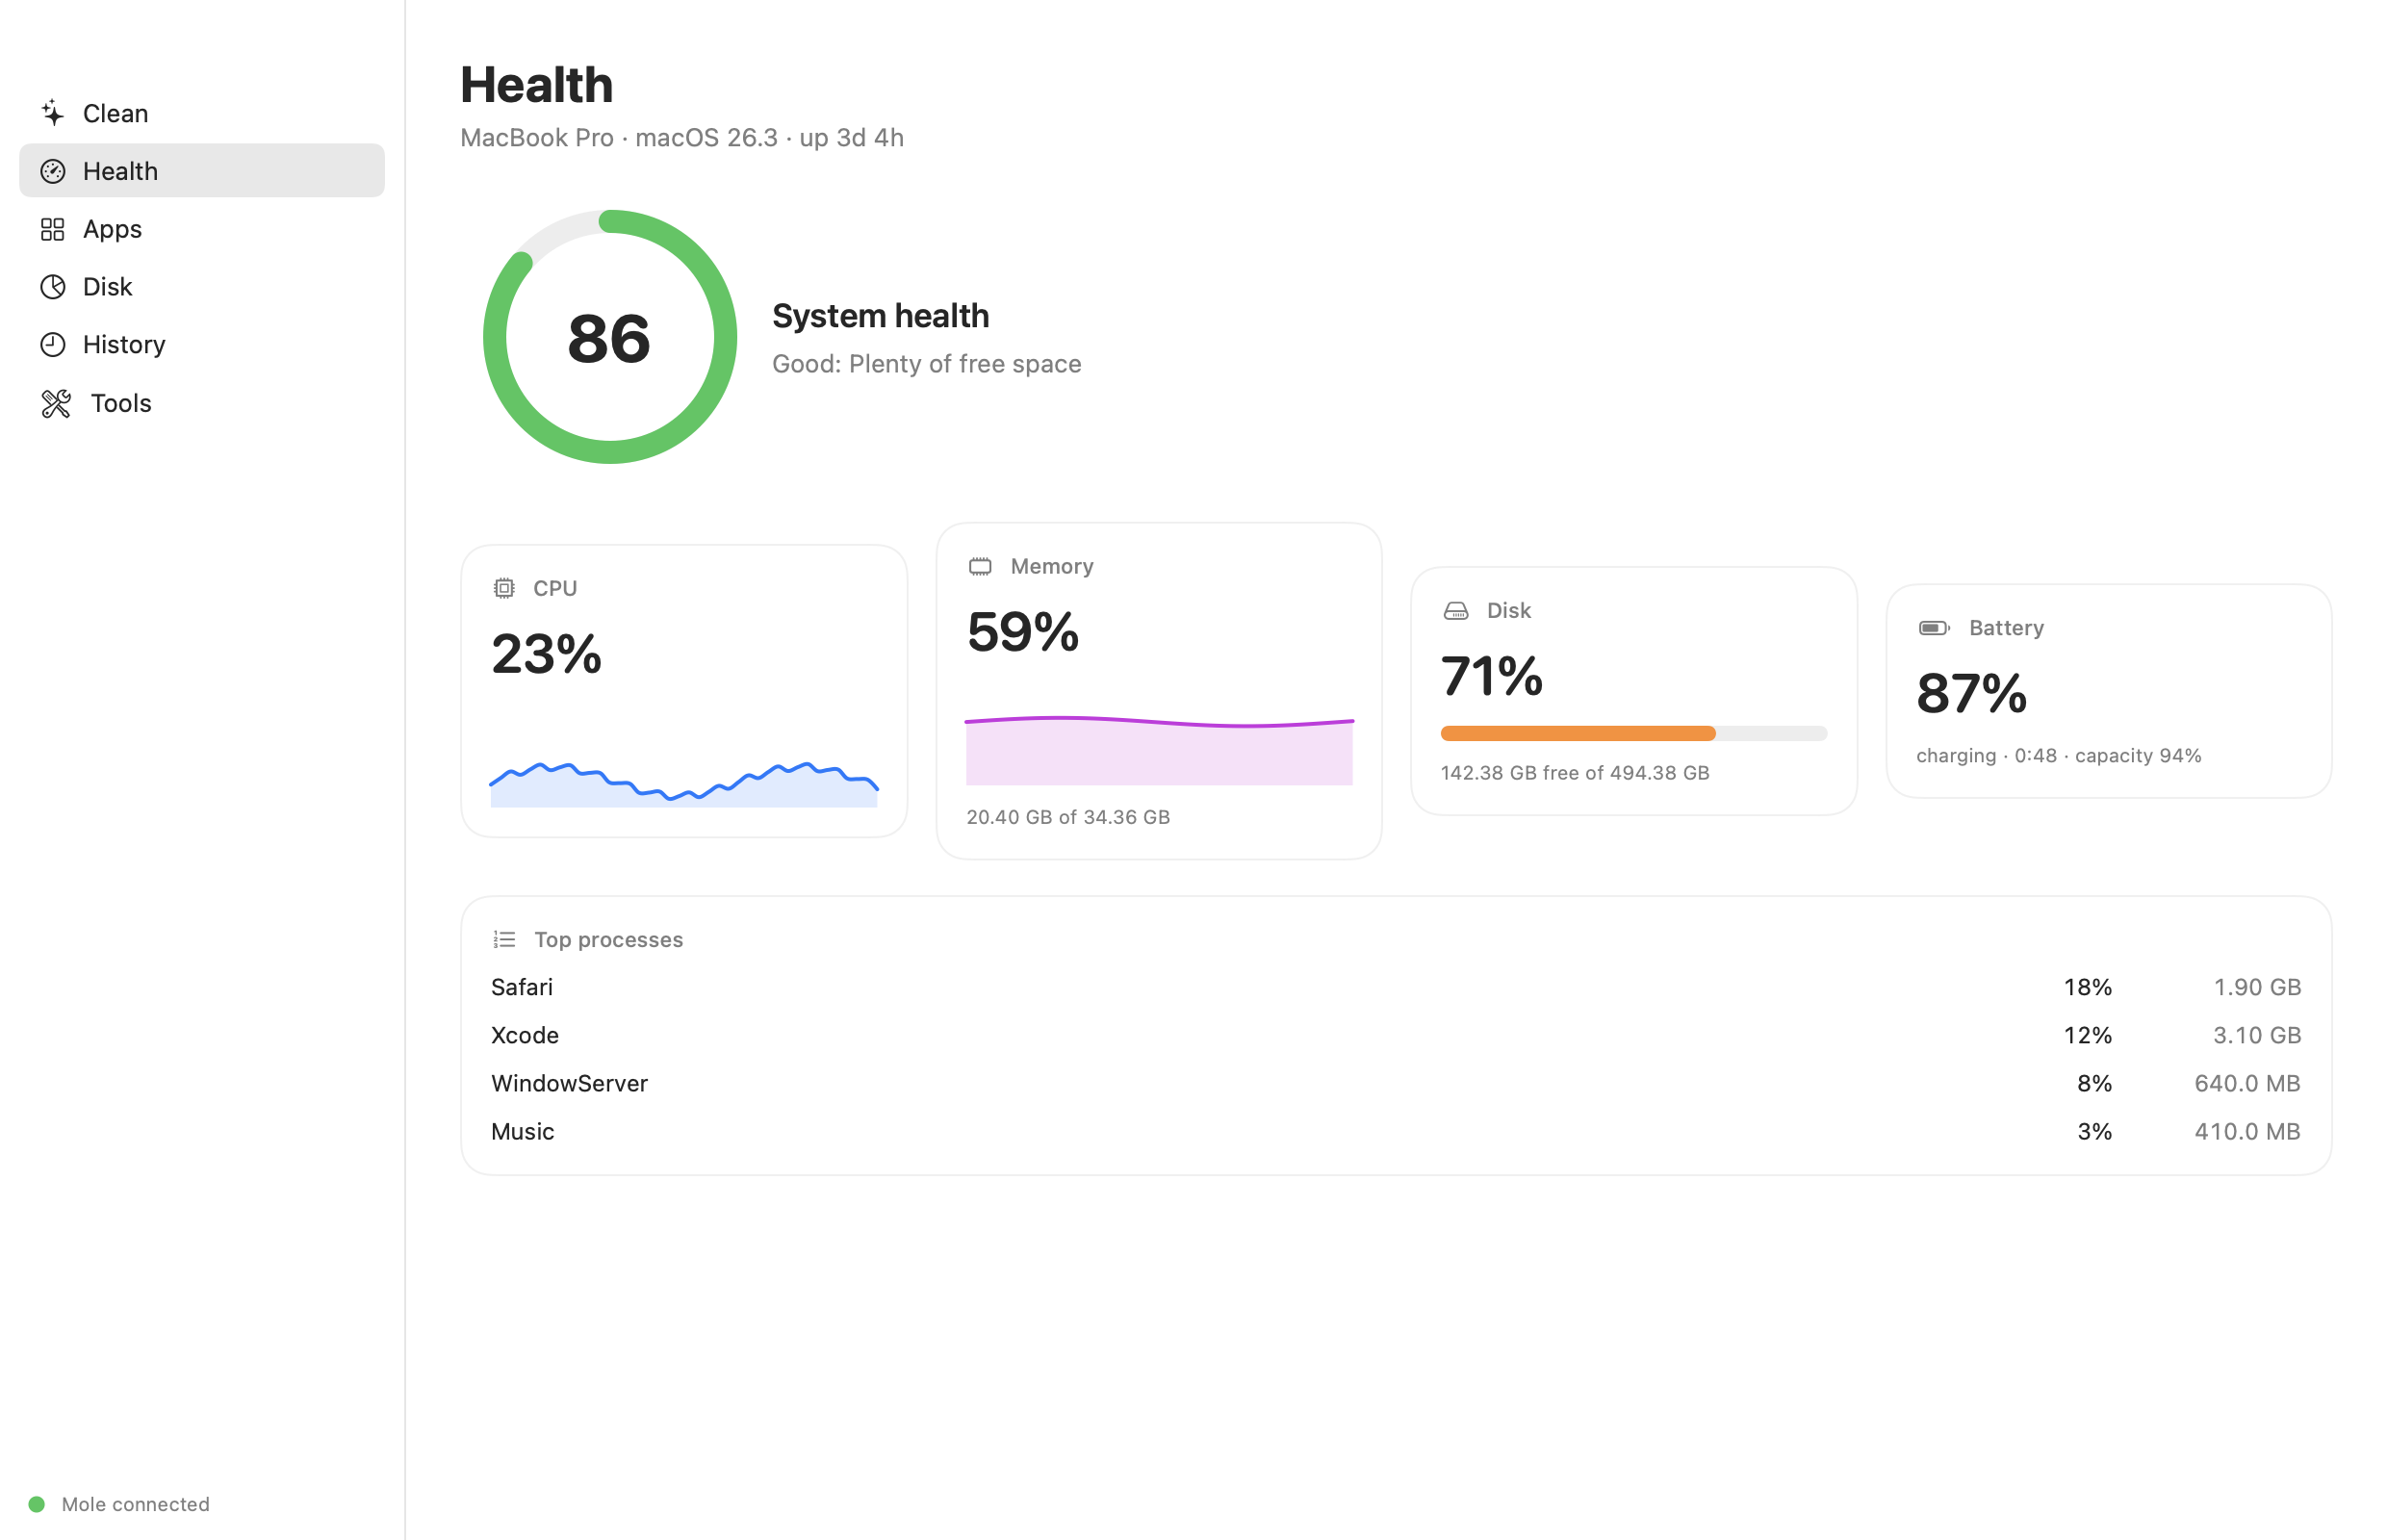 Clean
Health
Apps
Disk
History
Tools
Mole connected
Health
MacBook Pro · macOS 26.3 · up 3d 4h
86
System health
Good: Plenty of free space
CPU
23%
Memory
59%
20.40 GB of 34.36 GB
Disk
71%
142.38 GB free of 494.38 GB
Battery
87%
charging · 0:48 · capacity 94%
Top processes
Safari 18% 1.90 GB
Xcode 12% 3.10 GB
WindowServer 8% 640.0 MB
Music 3% 410.0 MB